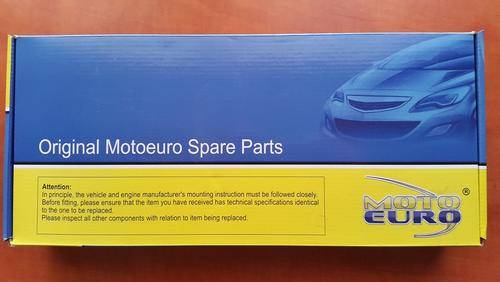 Original Motoeuro Spare Parts
Attention:
In principle, the vehicle and engine manufacturer's mounting instruction must be followed closely.
Before fitting, please ensure that the item you have received has technical specifications identical
to the one to be replaced.
Please inspect all other components with relation to item being replaced.
MOTO ®
EURO